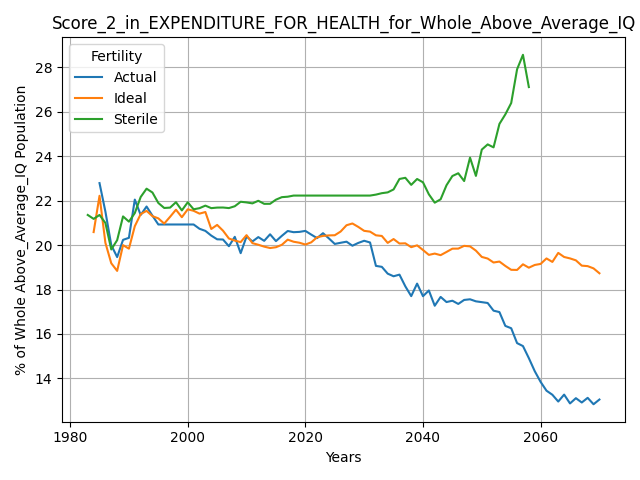 Score_2_in_EXPENDITURE_FOR_HEALTH_for_Whole_Above_Average_IQ
Fertility
Actual
Ideal
Sterile
% of Whole Above_Average_IQ Population
28
26
24
22
20
18
16
14
1980
2000
2020
2040
2060
Years